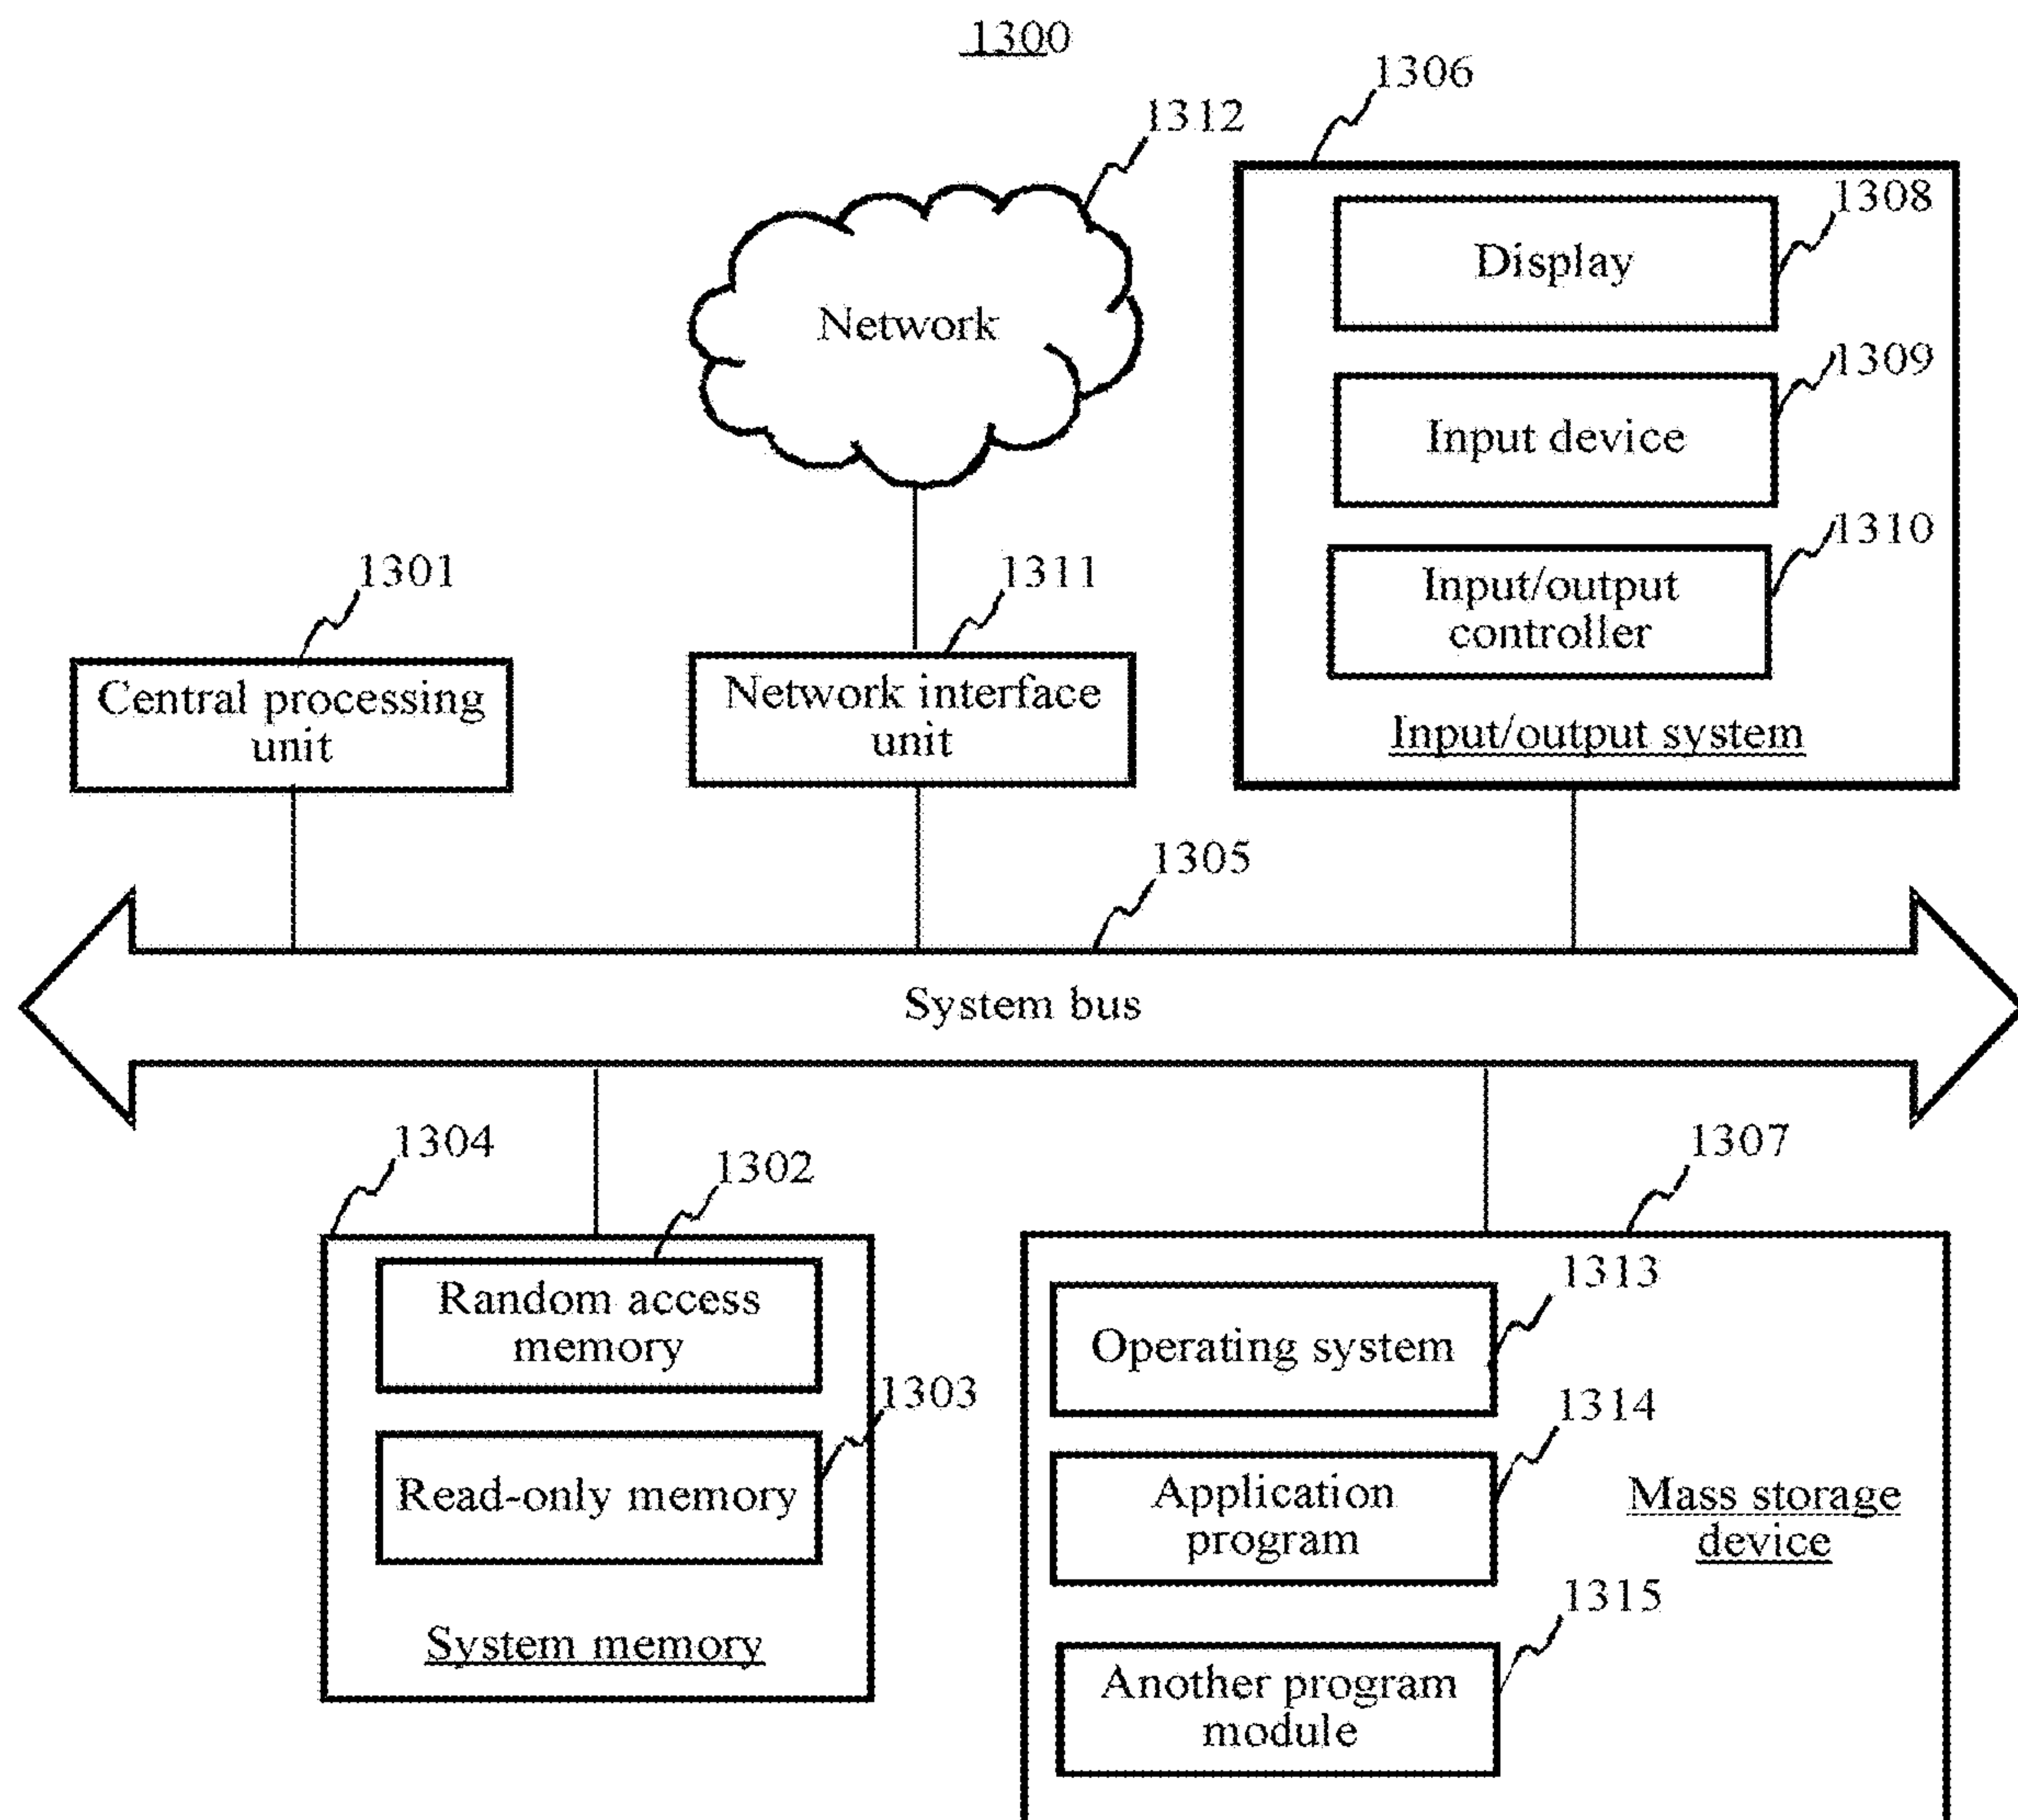 1300
1306
1312
1308
Display
Network
1309
Input device
1310
Input/output
controller
1301
1311
Central processing
unit
Network interface
unit
Input/output system
1305
System bus
1304
1302
1307
Random access
memory
1313
Operating system
1303
1314
Read-only memory
Application
program
Mass storage
device
1315
System memory
Another program
module